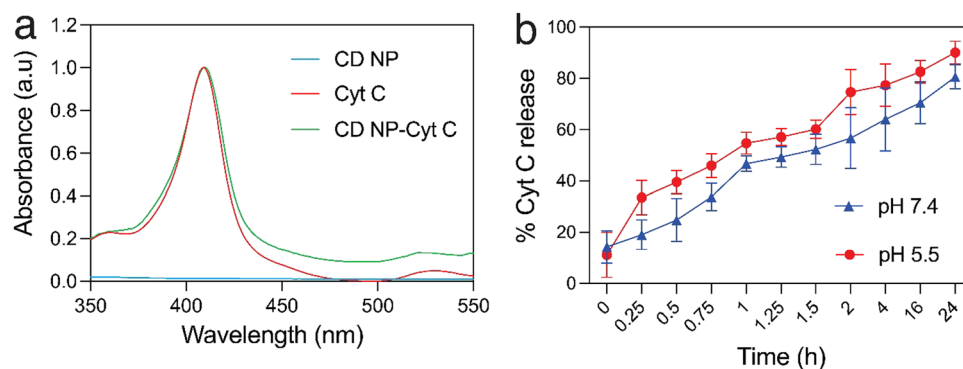 a
1.2
1.0
0.8
0.6
0.4
0.2
0.0
Absorbance (a.u)
CD NP
Cyt C
CD NP-Cyt C
350 400 450 500 550
Wavelength (nm)
b
100
80
60
40
20
0
% Cyt C release
pH 7.4
pH 5.5
0 0.25 0.5 0.75 1 1.25 1.5 2 4 16 24
Time (h)